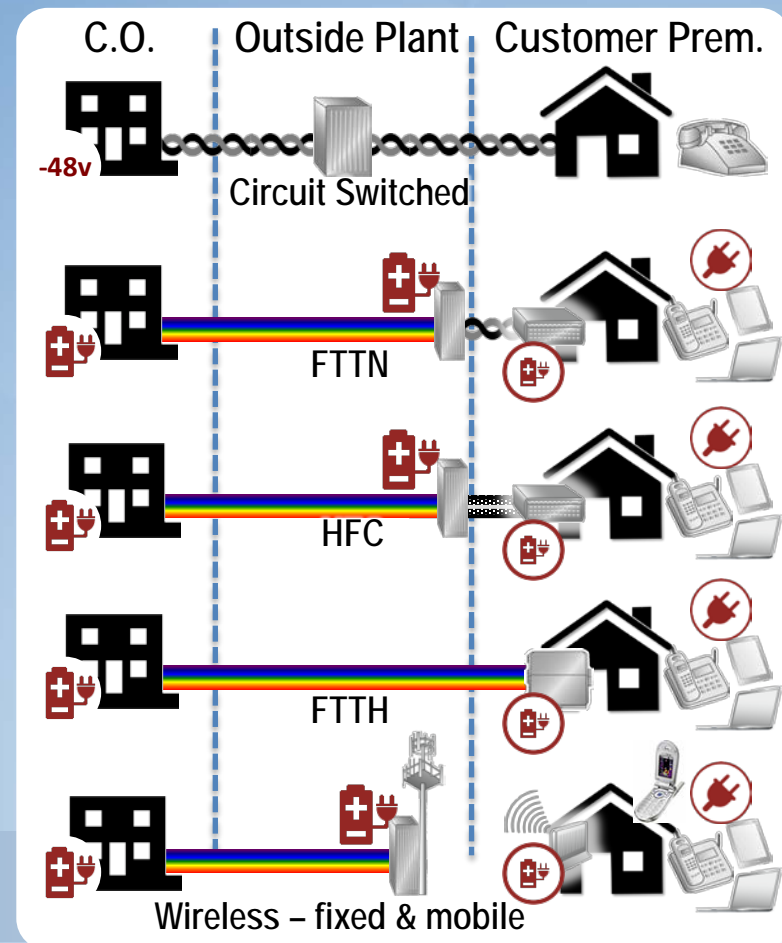 C.O. Outside Plant Customer Prem.
-48v
Circuit Switched
FTTN
HFC
FTTH
Wireless – fixed & mobile